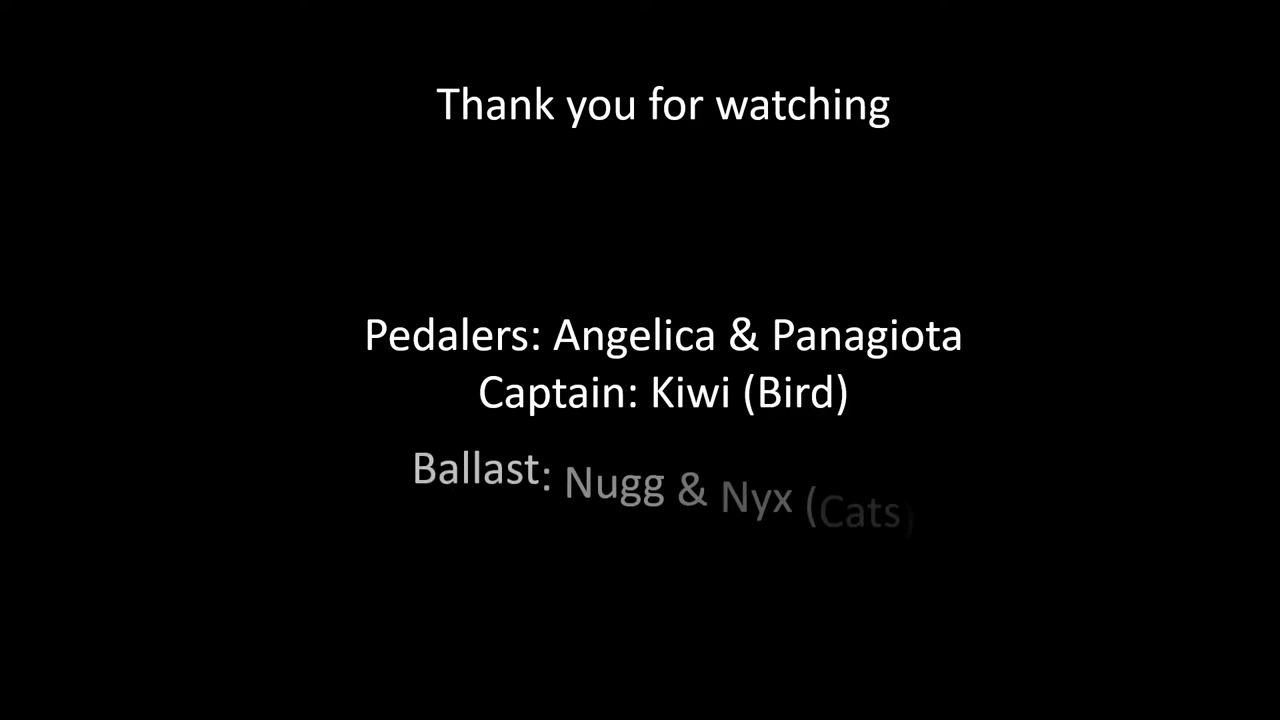 Thank you for watching
Pedalers: Angelica & Panagiota
Captain: Kiwi (Bird)
Ballast: Nugg & Nyx (Cats)